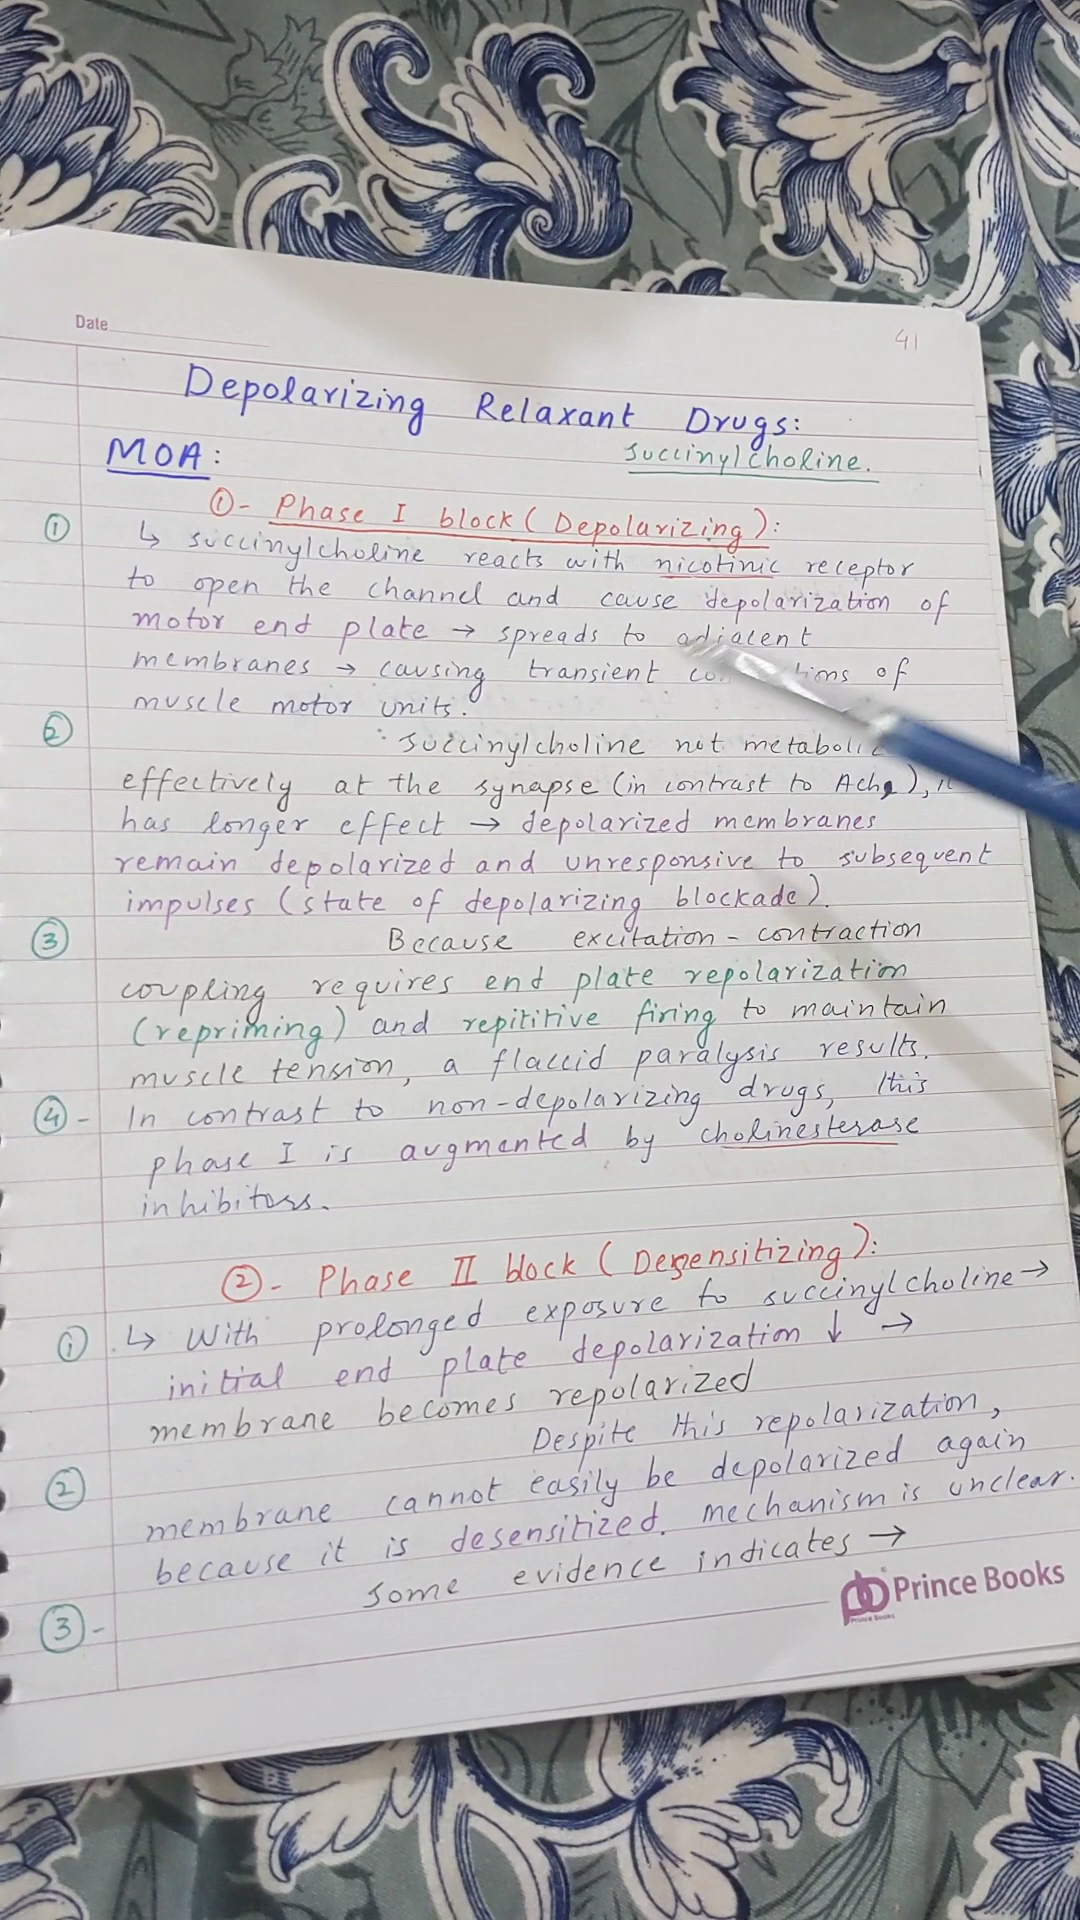 Date
41
Depolarizing Relaxant Drugs:
MOA:
Succinylcholine.
①- Phase I block (Depolarizing):
① ↳ succinylcholine reacts with nicotinic receptor
to open the channel and cause depolarization of
motor end plate → spreads to adjacent
membranes → causing transient of
muscle motor units.
② Succinylcholine not
effectively at the synapse (in contrast to Ach),
has longer effect → depolarized membranes
remain depolarized and unresponsive to subsequent
impulses (state of depolarizing blockade).
③ Because excitation - contraction
coupling requires end plate repolarization
(repriming) and repititive firing to maintain
muscle tension, a flaccid paralysis results.
④ - In contrast to non-depolarizing drugs, this
phase I is augmented by cholinesterase
inhibitors.
②- Phase II block (Desensitizing):
① ↳ With prolonged exposure to succinylcholine →
initial end plate depolarization ↓ →
membrane becomes repolarized
Despite this repolarization,
② membrane cannot easily be depolarized again
because it is desensitized. mechanism is unclear.
③ - Some evidence indicates →
Prince Books
Prince Books